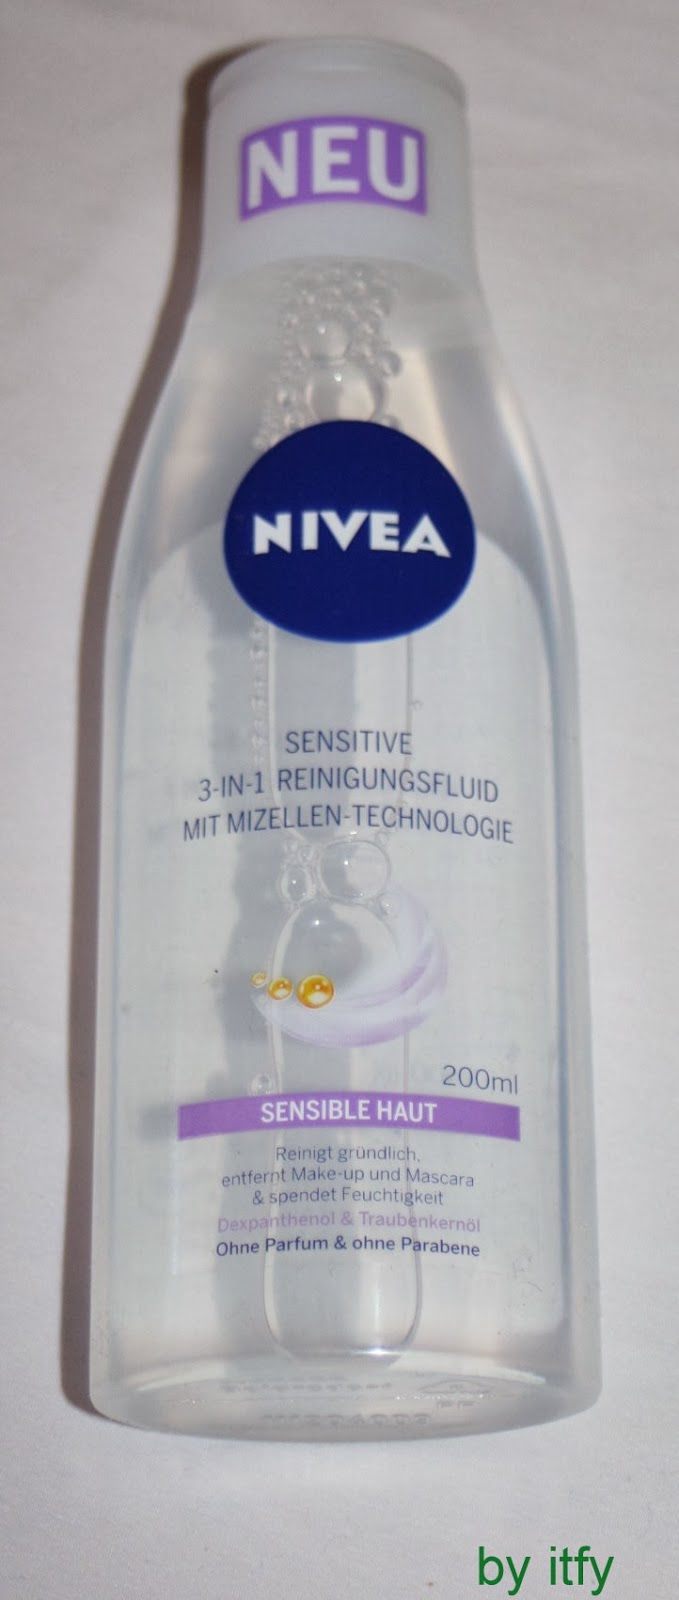 NEU
NIVEA
SENSITIVE
3-IN-1 REINIGUNGSFLUID
MIT MIZELLEN-TECHNOLOGIE
200ml
SENSIBLE HAUT
Reinigt gründlich,
entfernt Make-up und Mascara
& spendet Feuchtigkeit
Dexpanthenol & Traubenkernöl
Ohne Parfum & ohne Parabene
by itfy